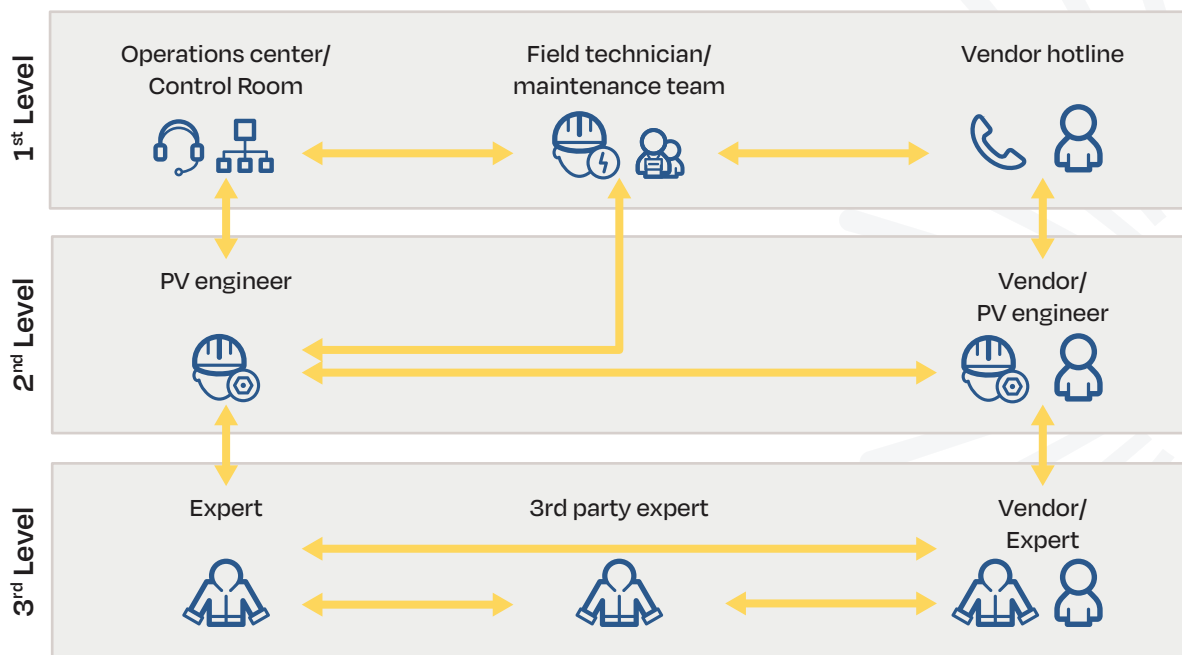 1st Level
Operations center/
Control Room
Field technician/
maintenance team
Vendor hotline
2nd Level
PV engineer
Vendor/
PV engineer
3rd Level
Expert
3rd party expert
Vendor/
Expert